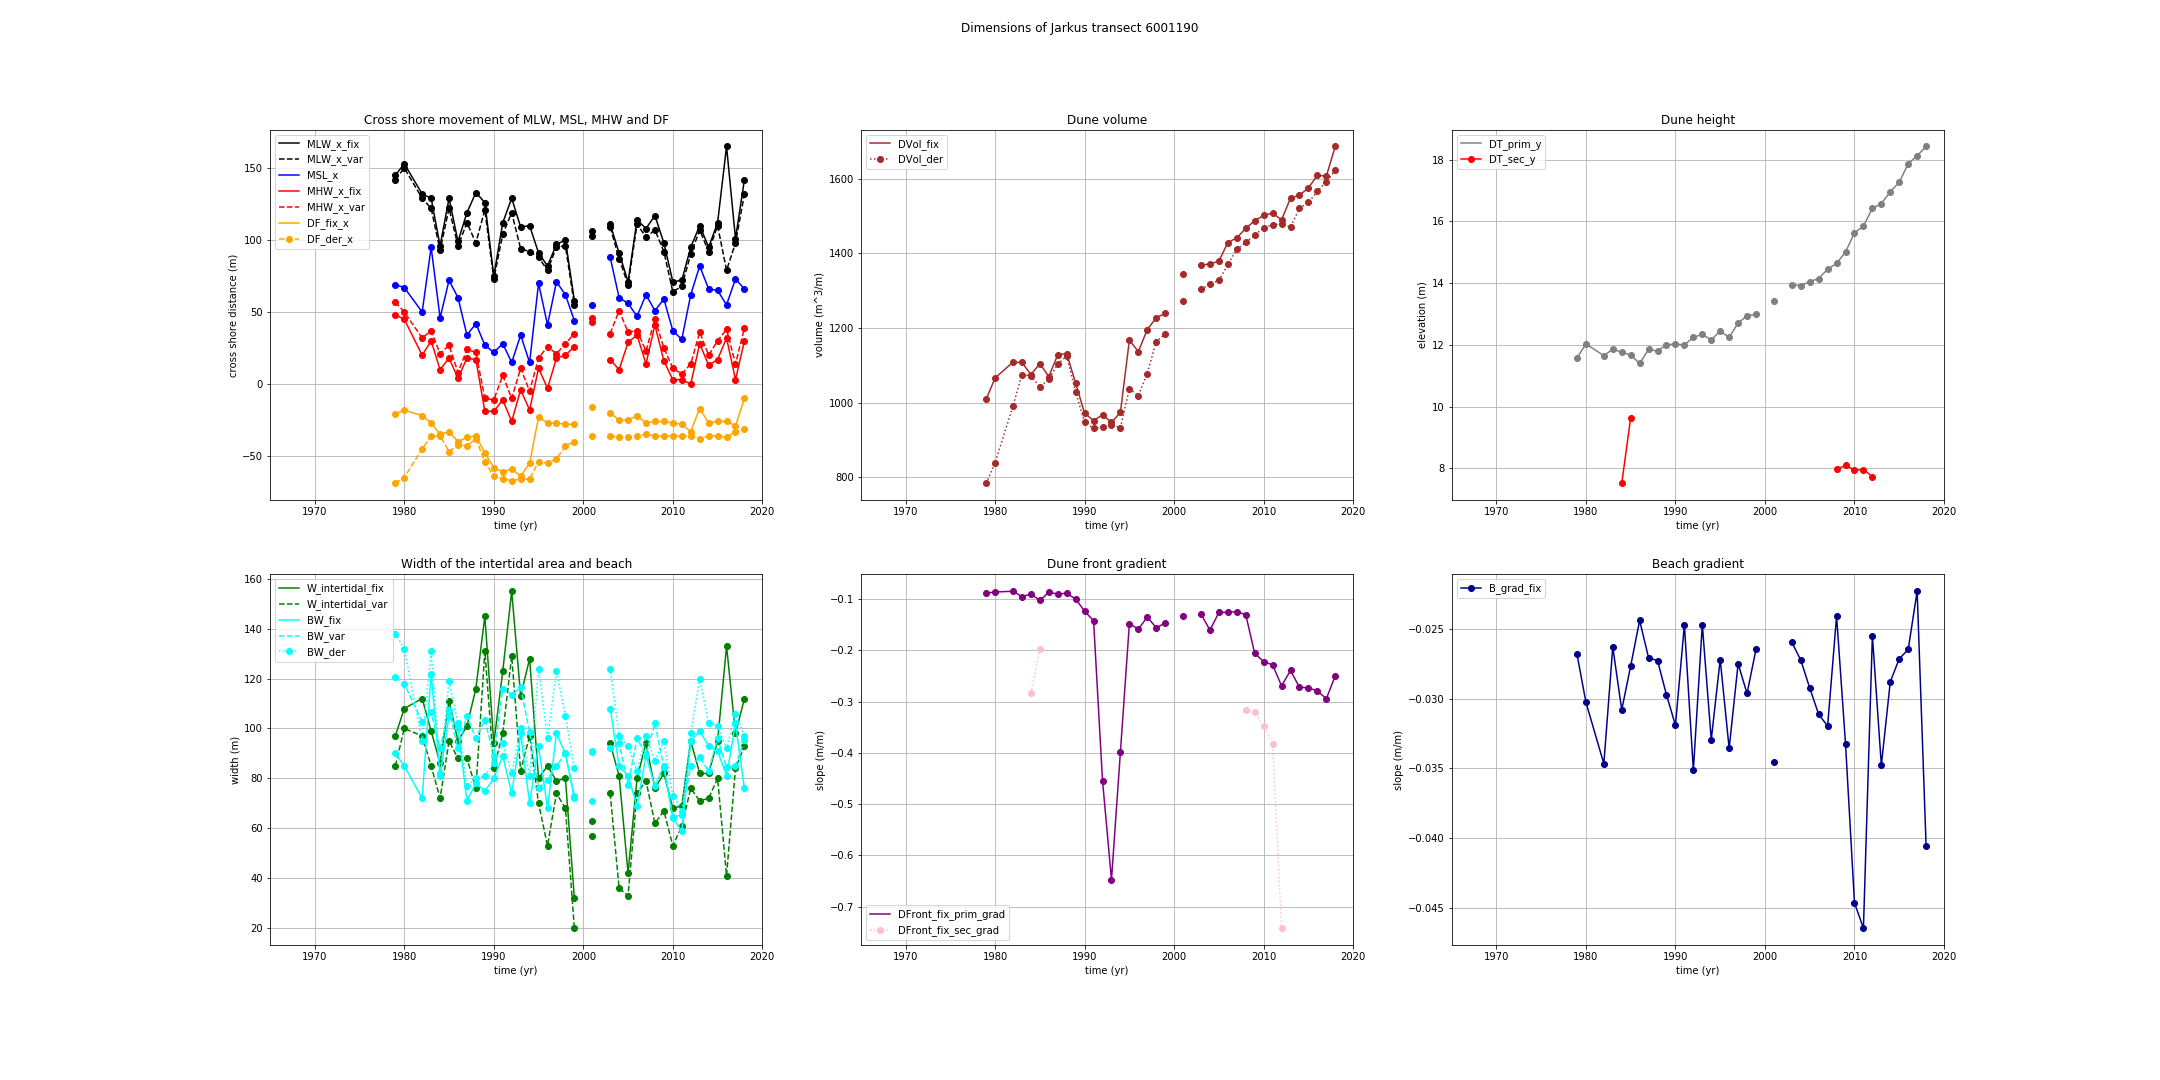 Dimensions of Jarkus transect 6001190
Cross shore movement of MLW, MSL, MHW and DF
MLW_x_fix
MLW_x_var
MSL_x
MHW_x_fix
MHW_x_var
DF_fix_x
DF_der_x
150
100
50
0
−50
cross shore distance (m)
1970 1980 1990 2000 2010 2020
time (yr)
Dune volume
DVol_fix
DVol_der
1600
1400
1200
1000
800
volume (m^3/m)
1970 1980 1990 2000 2010 2020
time (yr)
Dune height
DT_prim_y
DT_sec_y
18
16
14
12
10
8
elevation (m)
1970 1980 1990 2000 2010 2020
time (yr)
Width of the intertidal area and beach
W_intertidal_fix
W_intertidal_var
BW_fix
BW_var
BW_der
160
140
120
100
80
60
40
20
width (m)
1970 1980 1990 2000 2010 2020
time (yr)
Dune front gradient
−0.1
−0.2
−0.3
−0.4
−0.5
−0.6
−0.7
slope (m/m)
DFront_fix_prim_grad
DFront_fix_sec_grad
1970 1980 1990 2000 2010 2020
time (yr)
Beach gradient
B_grad_fix
−0.025
−0.030
−0.035
−0.040
−0.045
slope (m/m)
1970 1980 1990 2000 2010 2020
time (yr)